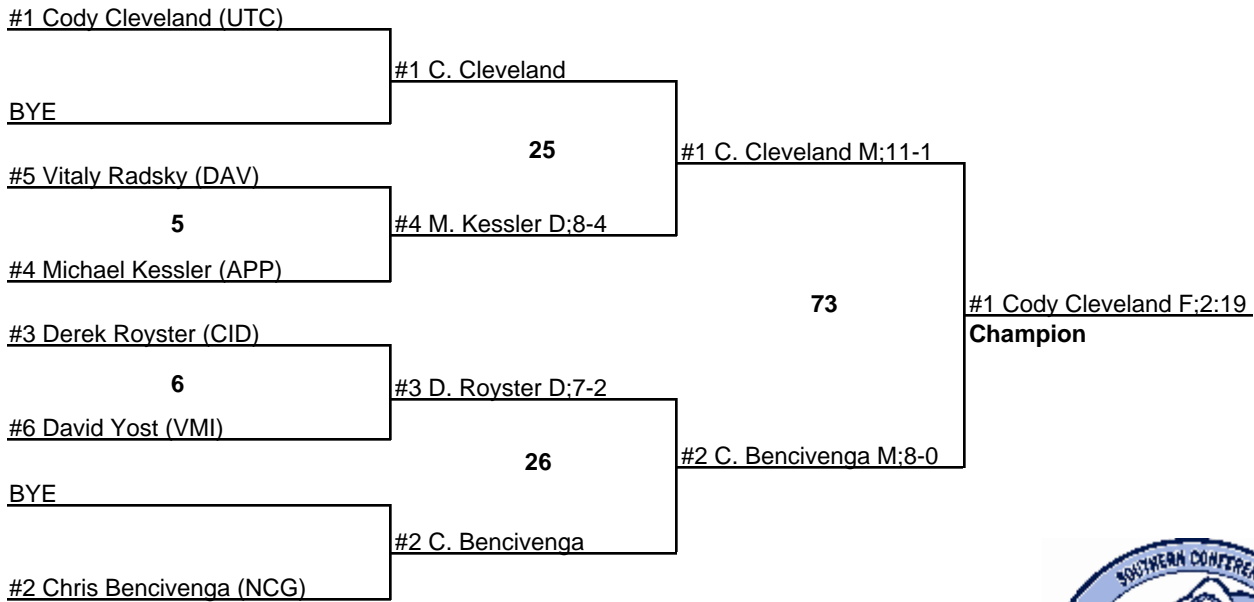 #1 Cody Cleveland (UTC)
#1 C. Cleveland
BYE
25
#1 C. Cleveland M;11-1
#5 Vitaly Radsky (DAV)
5
#4 M. Kessler D;8-4
#4 Michael Kessler (APP)
73
#1 Cody Cleveland F;2:19
Champion
#3 Derek Royster (CID)
6
#3 D. Royster D;7-2
#6 David Yost (VMI)
26
#2 C. Bencivenga M;8-0
BYE
#2 C. Bencivenga
#2 Chris Bencivenga (NCG)
SOUTHERN